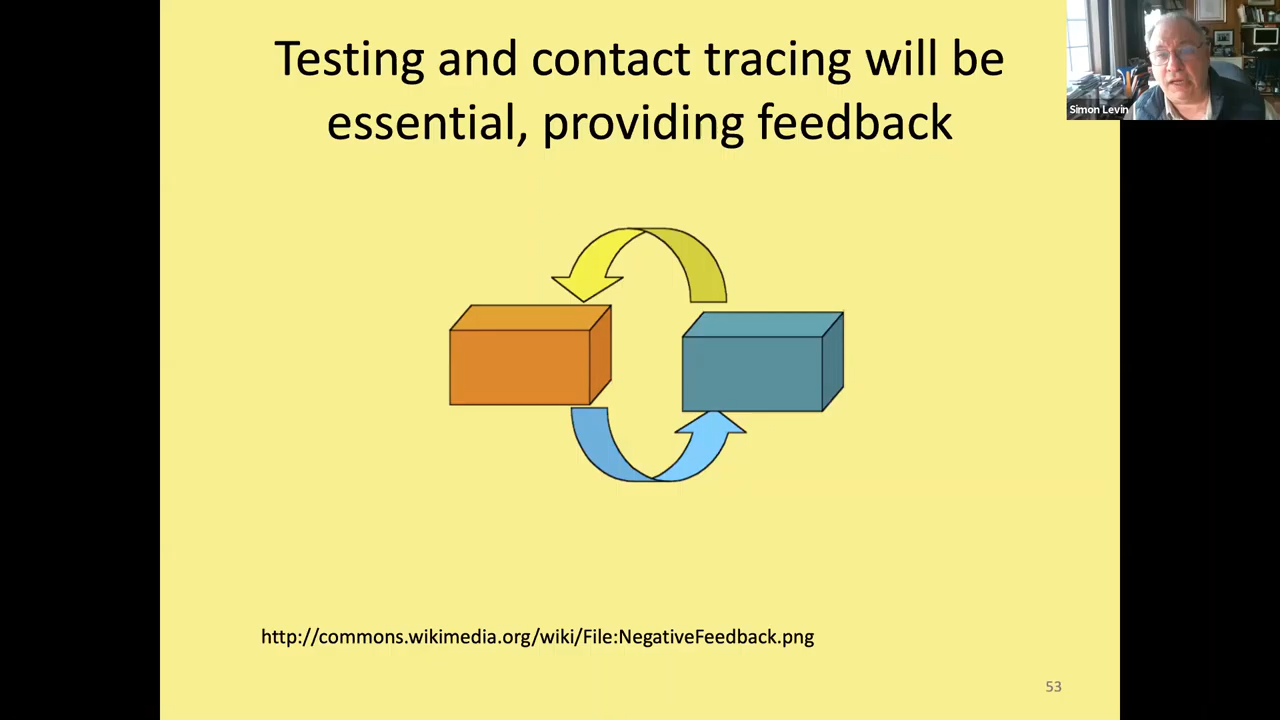 Testing and contact tracing will be
essential, providing feedback
Simon Levin
http://commons.wikimedia.org/wiki/File:NegativeFeedback.png
53